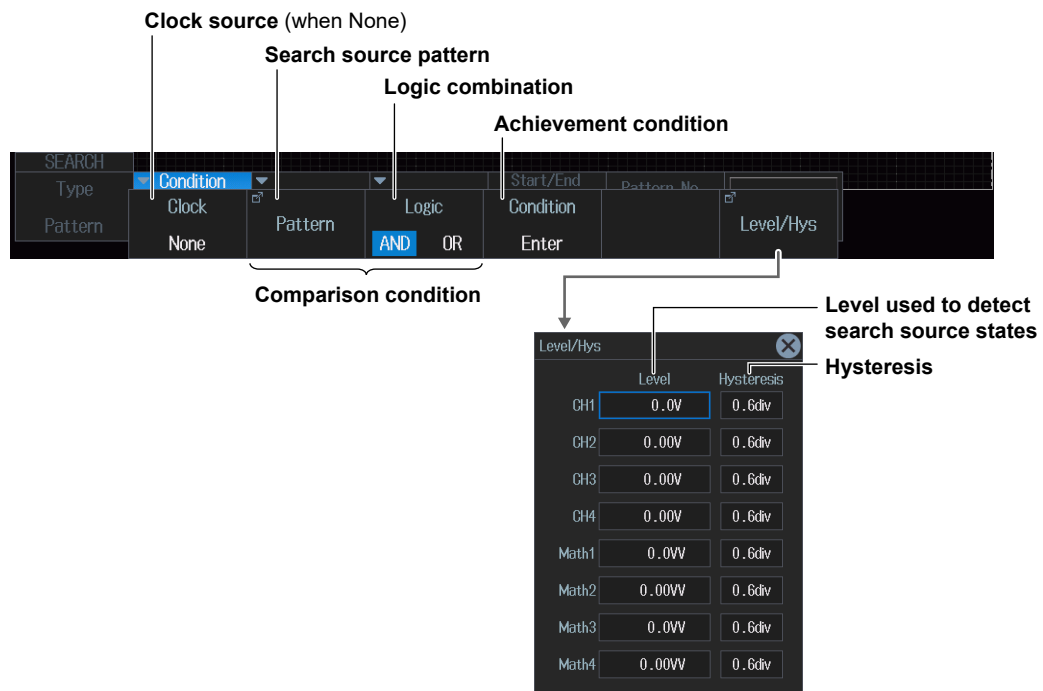 Clock source (when None)
Search source pattern
Logic combination
Achievement condition
SEARCH
Type
Pattern
Condition
Clock
None
Pattern
Logic
AND OR
Start/End
Condition
Enter
Pattern No.
Level/Hys
Comparison condition
Level used to detect
search source states
Hysteresis
Level/Hys
Level Hysteresis
CH1 0.0V 0.6div
CH2 0.00V 0.6div
CH3 0.00V 0.6div
CH4 0.00V 0.6div
Math1 0.0VV 0.6div
Math2 0.00VV 0.6div
Math3 0.0VV 0.6div
Math4 0.00VV 0.6div